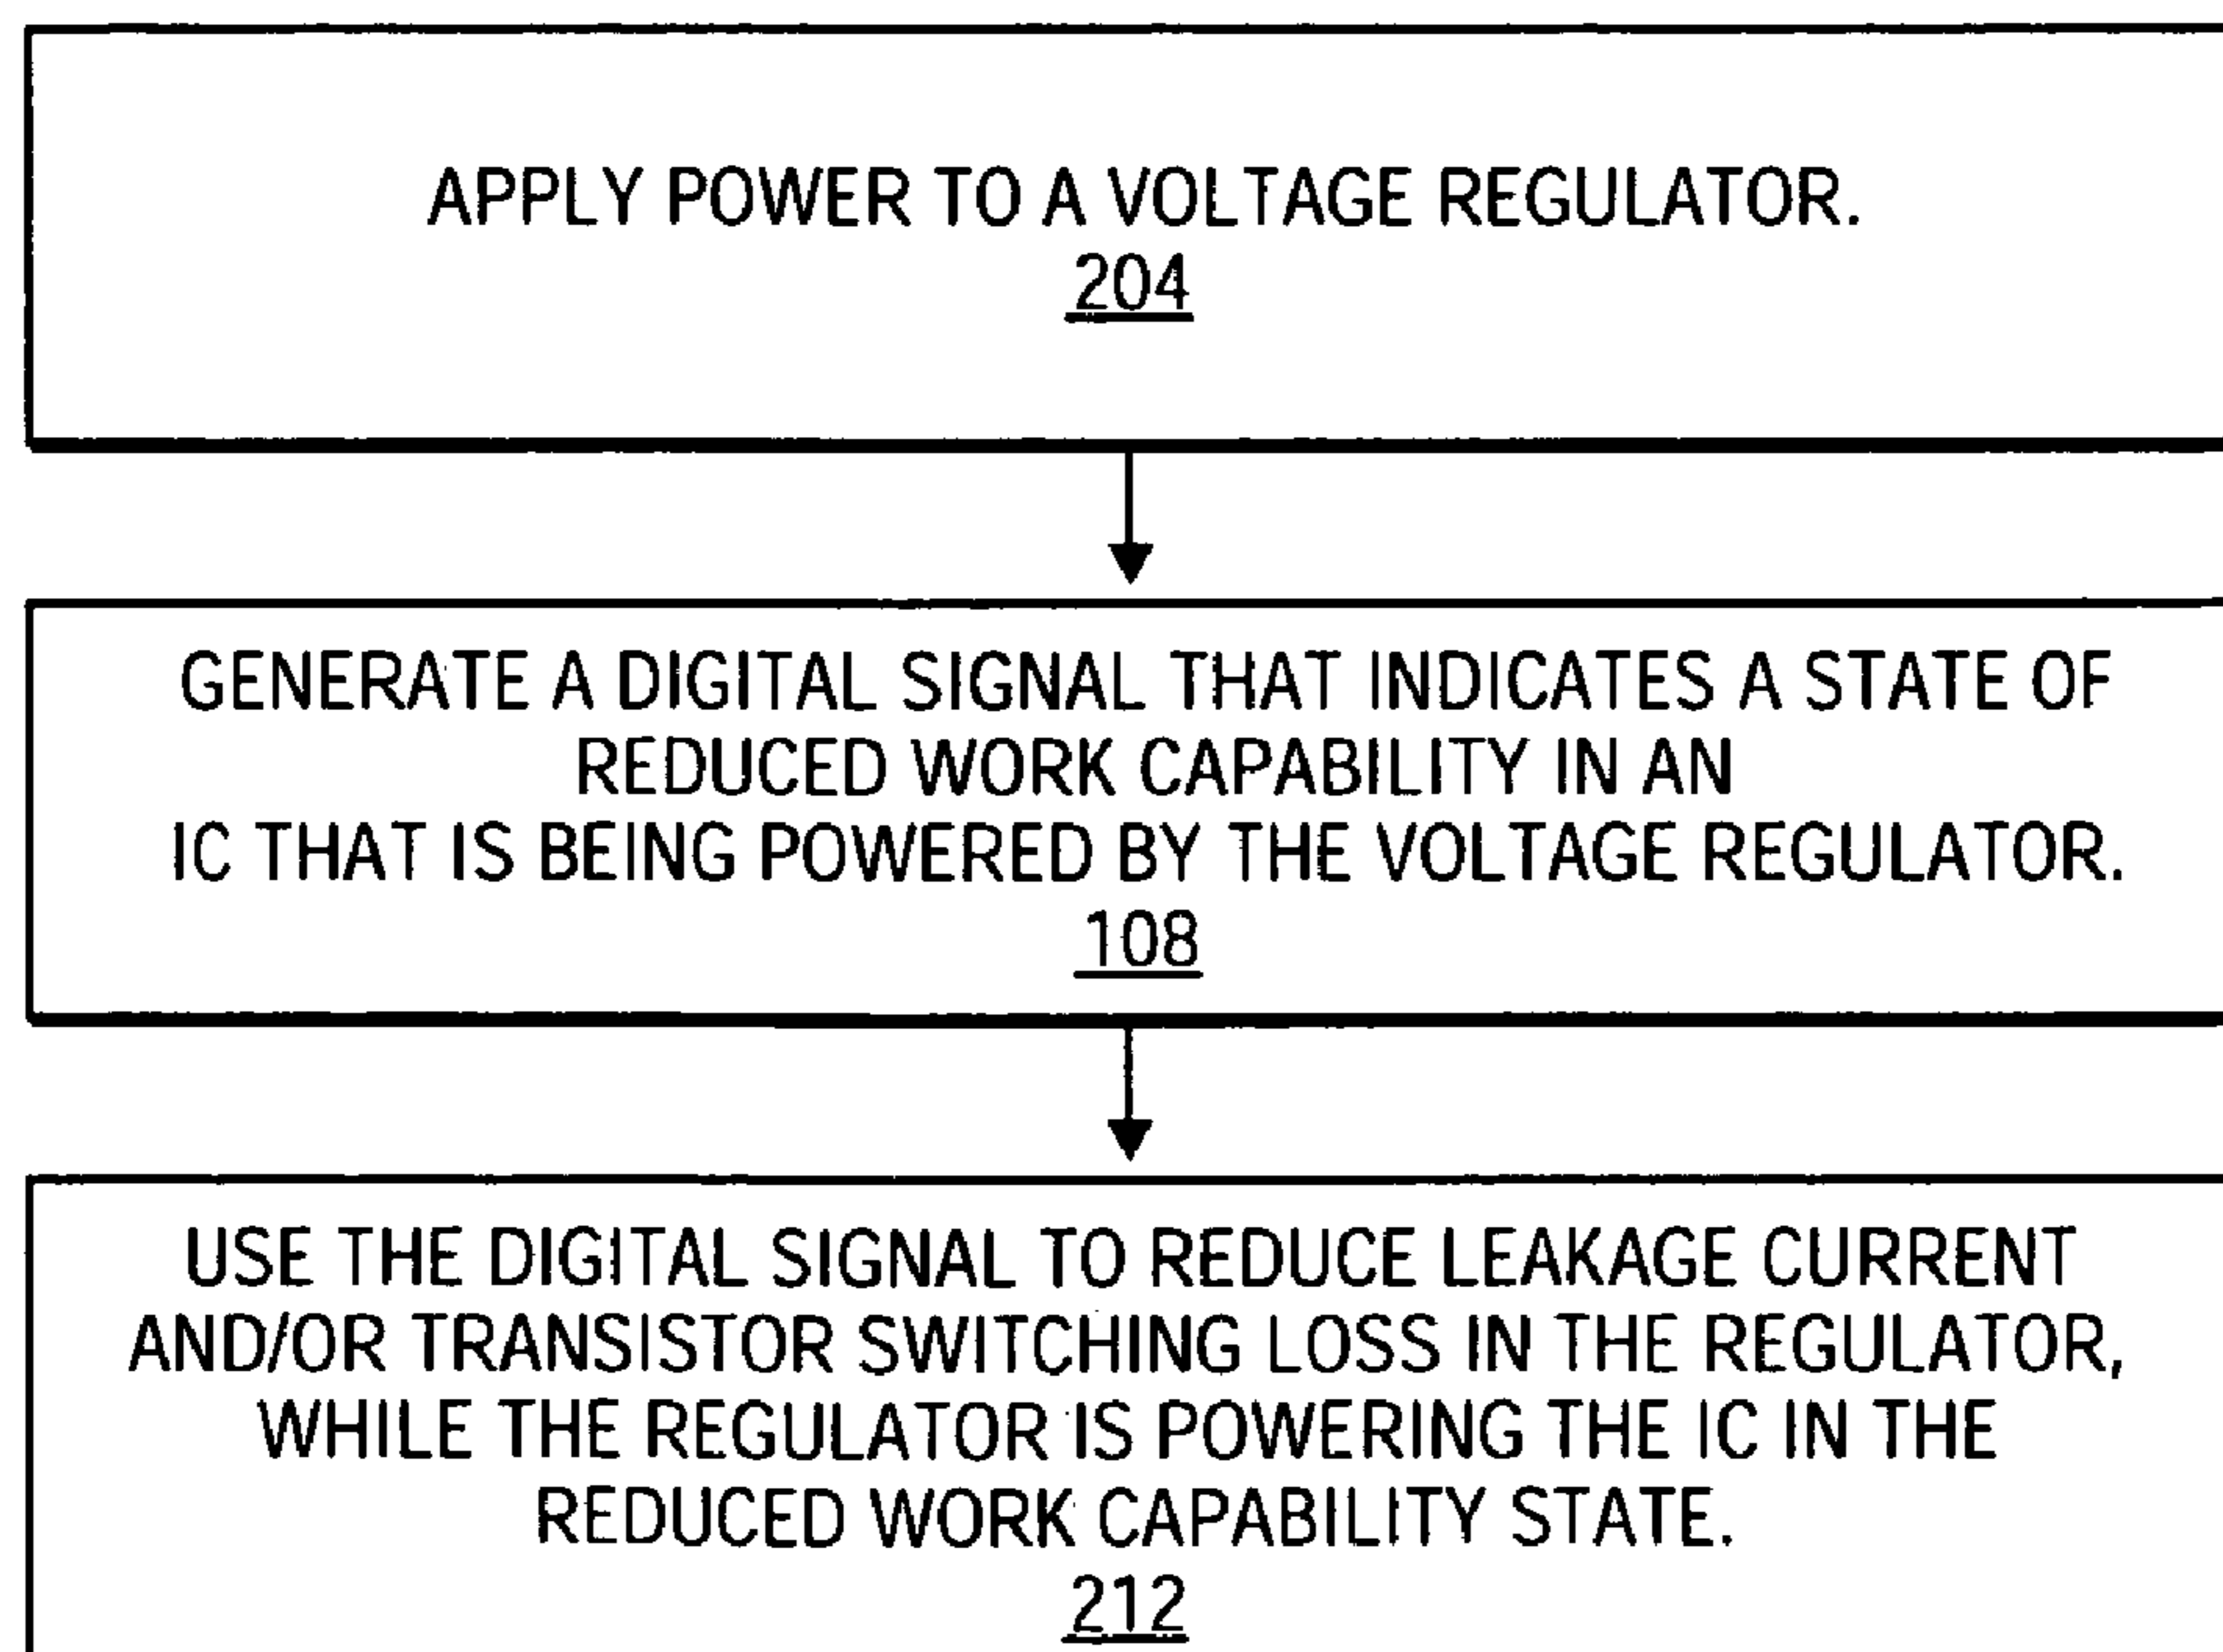 APPLY POWER TO A VOLTAGE REGULATOR.
204
GENERATE A DIGITAL SIGNAL THAT INDICATES A STATE OF
REDUCED WORK CAPABILITY IN AN
IC THAT IS BEING POWERED BY THE VOLTAGE REGULATOR.
108
USE THE DIGITAL SIGNAL TO REDUCE LEAKAGE CURRENT
AND/OR TRANSISTOR SWITCHING LOSS IN THE REGULATOR,
WHILE THE REGULATOR IS POWERING THE IC IN THE
REDUCED WORK CAPABILITY STATE.
212